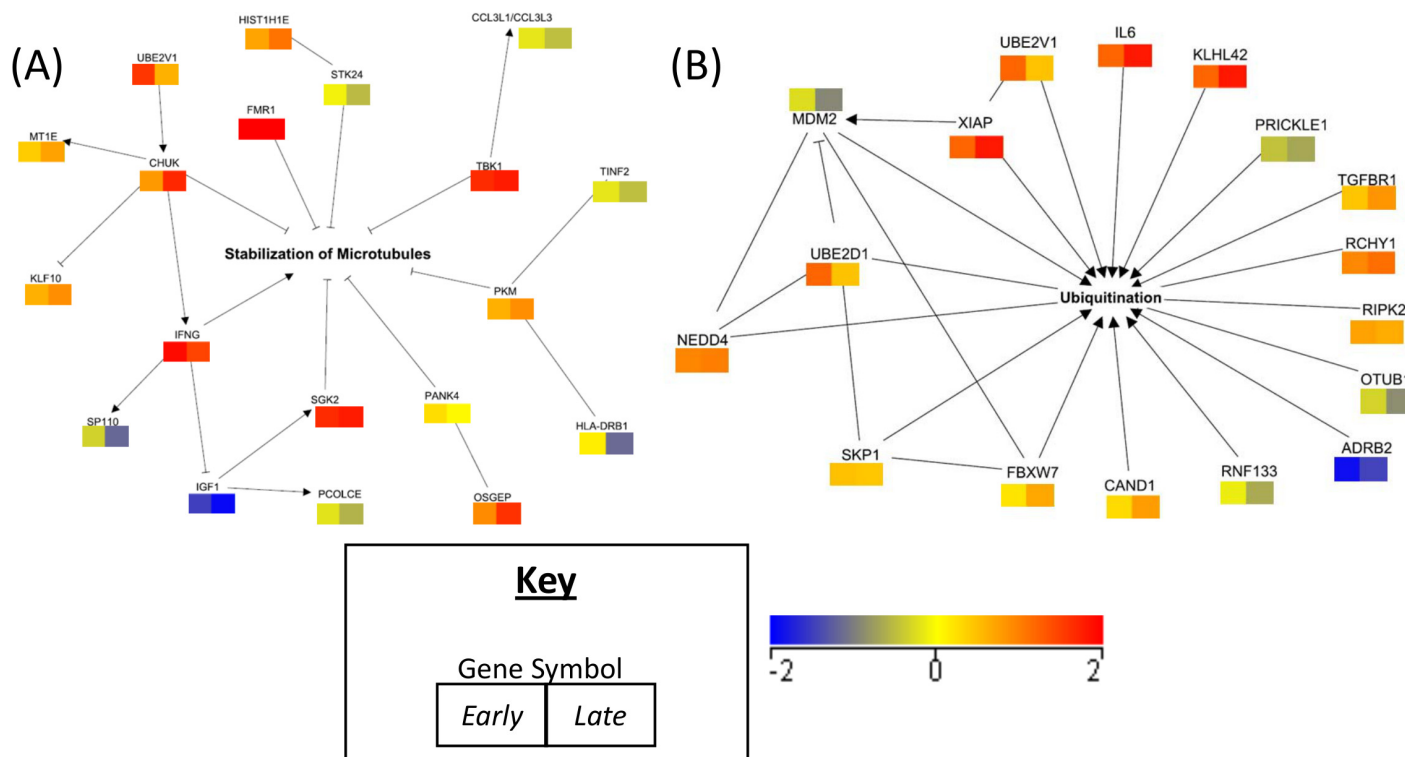 (A)
HIST1H1E
CCL3L1/CCL3L3
UBE2V1
STK24
FMR1
MT1E
CHUK
TBK1
TINF2
Stabilization of Microtubules
KLF10
PKM
IFNG
SGK2
PANK4
SP110
HLA-DRB1
IGF1
PCOLCE
OSGEP
(B)
UBE2V1
IL6
KLHL42
MDM2
XIAP
PRICKLE1
TGFBR1
UBE2D1
RCHY1
Ubiquitination
RIPK2
NEDD4
OTUB1
SKP1
FBXW7
CAND1
RNF133
ADRB2
Key
Gene Symbol
Early Late
-2 0 2